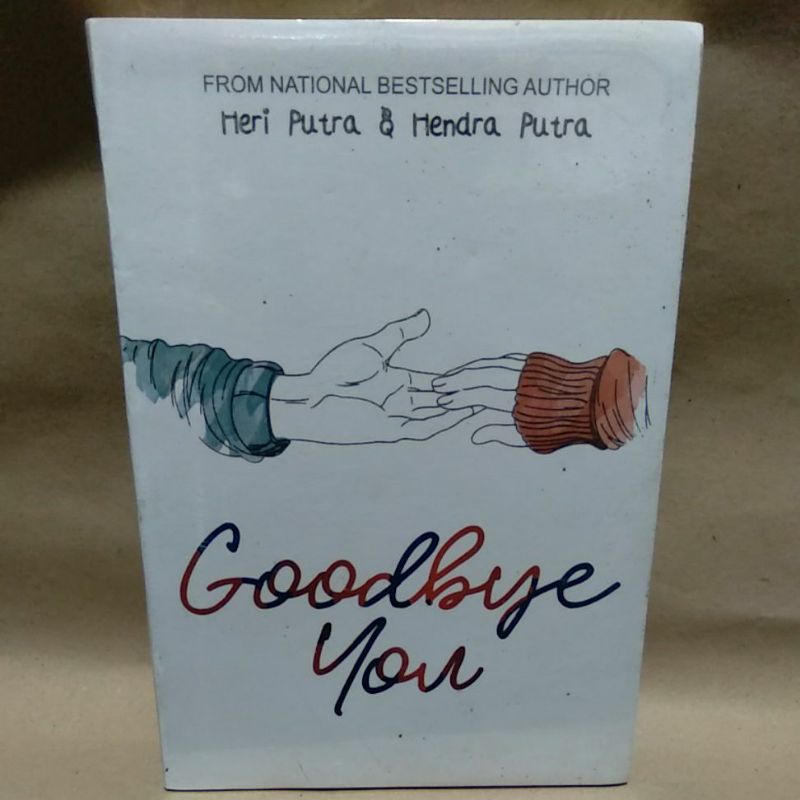 FROM NATIONAL BESTSELLING AUTHOR
Heri Putra & Hendra Putra
Goodbye
You